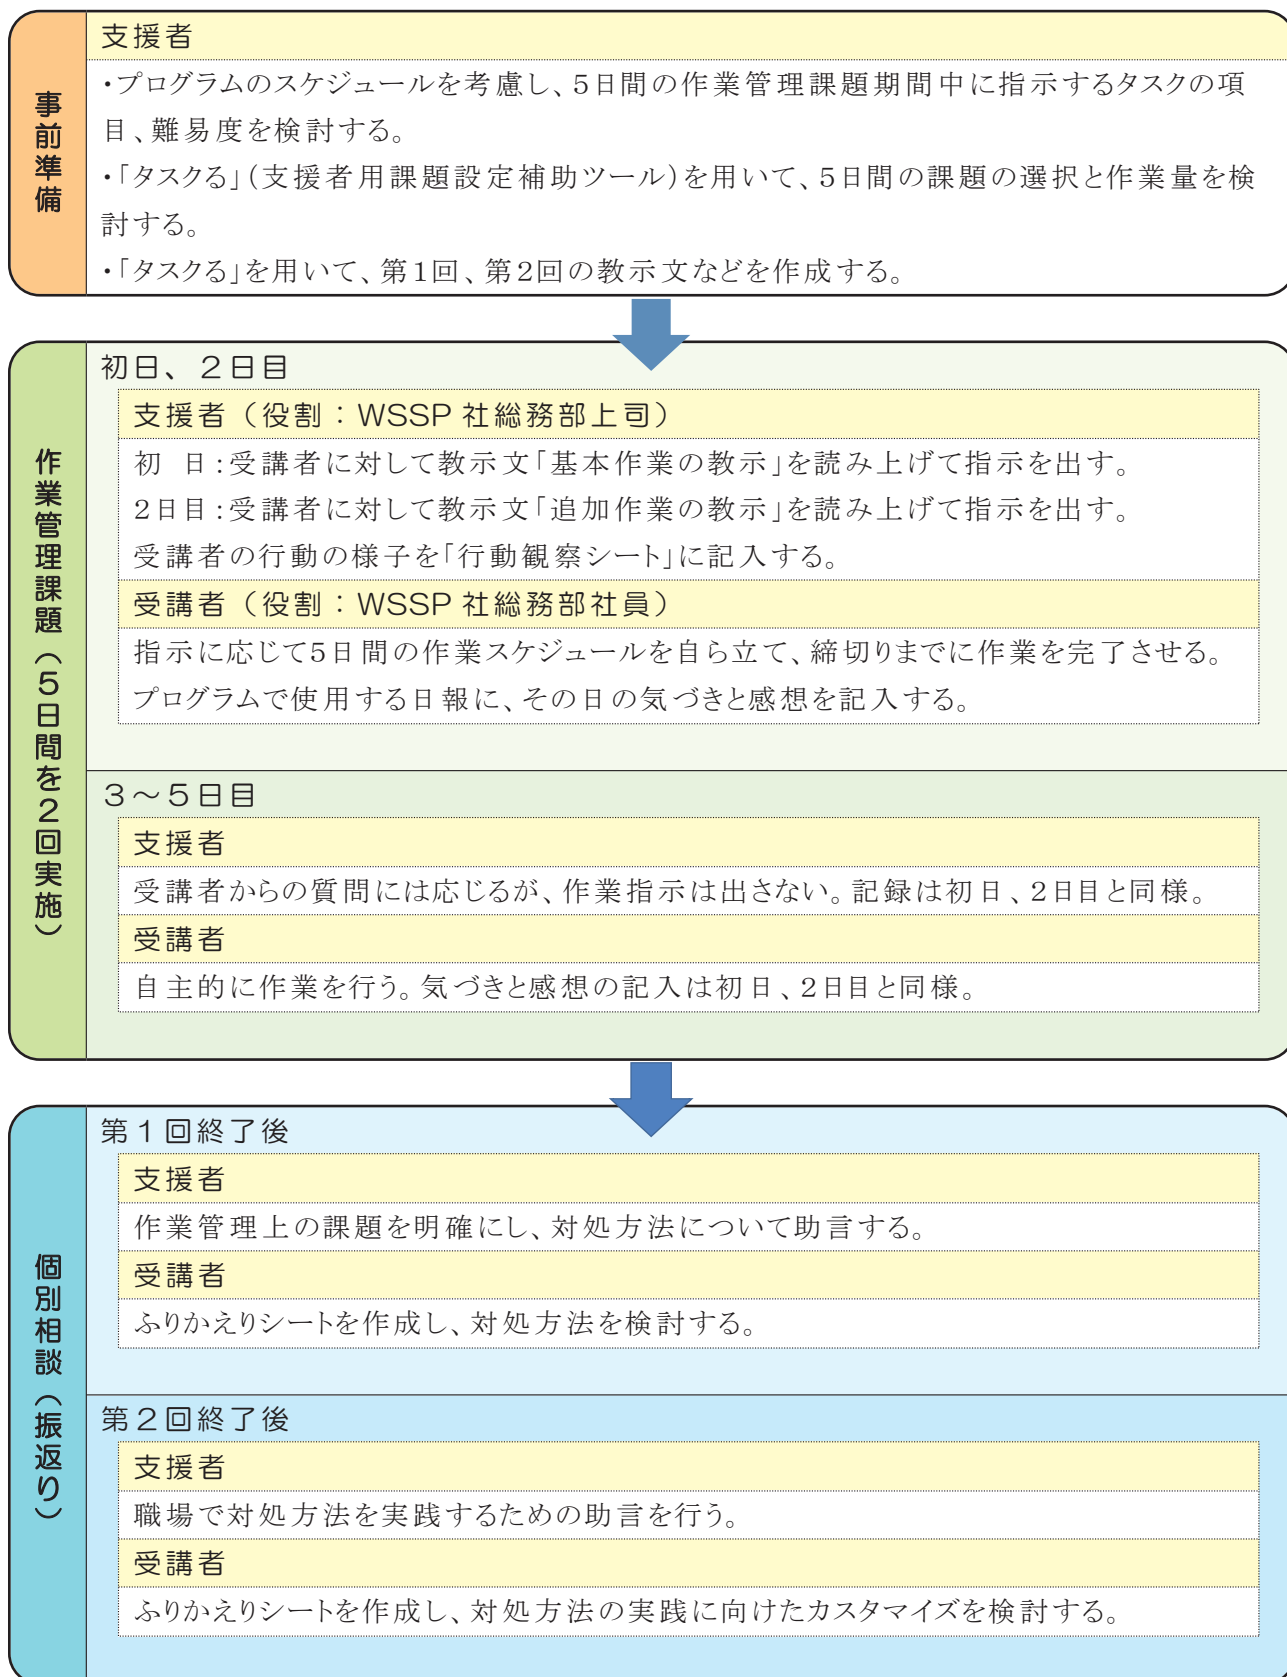 事前準備
支援者
・プログラムのスケジュールを考慮し、5日間の作業管理課題期間中に指示するタスクの項
目、難易度を検討する。
・「タスクる」(支援者用課題設定補助ツール)を用いて、5日間の課題の選択と作業量を検
討する。
・「タスクる」を用いて、第1回、第2回の教示文などを作成する。
作業管理課題（５日間を２回実施）
初日、２日目
支援者（役割：WSSP 社総務部上司）
初 日:受講者に対して教示文「基本作業の教示」を読み上げて指示を出す。
2日目:受講者に対して教示文「追加作業の教示」を読み上げて指示を出す。
受講者の行動の様子を「行動観察シート」に記入する。
受講者（役割：WSSP 社総務部社員）
指示に応じて5日間の作業スケジュールを自ら立て、締切りまでに作業を完了させる。
プログラムで使用する日報に、その日の気づきと感想を記入する。
３～５日目
支援者
受講者からの質問には応じるが、作業指示は出さない。記録は初日、2日目と同様。
受講者
自主的に作業を行う。気づきと感想の記入は初日、2日目と同様。
個別相談（振返り）
第１回終了後
支援者
作業管理上の課題を明確にし、対処方法について助言する。
受講者
ふりかえりシートを作成し、対処方法を検討する。
第２回終了後
支援者
職場で対処方法を実践するための助言を行う。
受講者
ふりかえりシートを作成し、対処方法の実践に向けたカスタマイズを検討する。